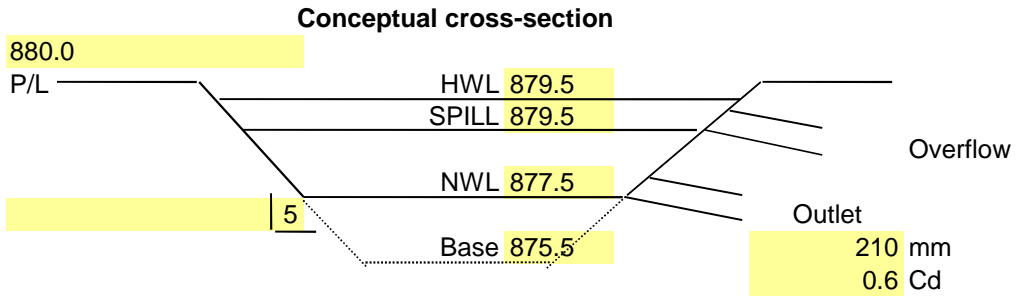 Conceptual cross-section
880.0
P/L
HWL 879.5
SPILL 879.5
Overflow
NWL 877.5
5
Outlet
Base 875.5
210 mm
0.6 Cd